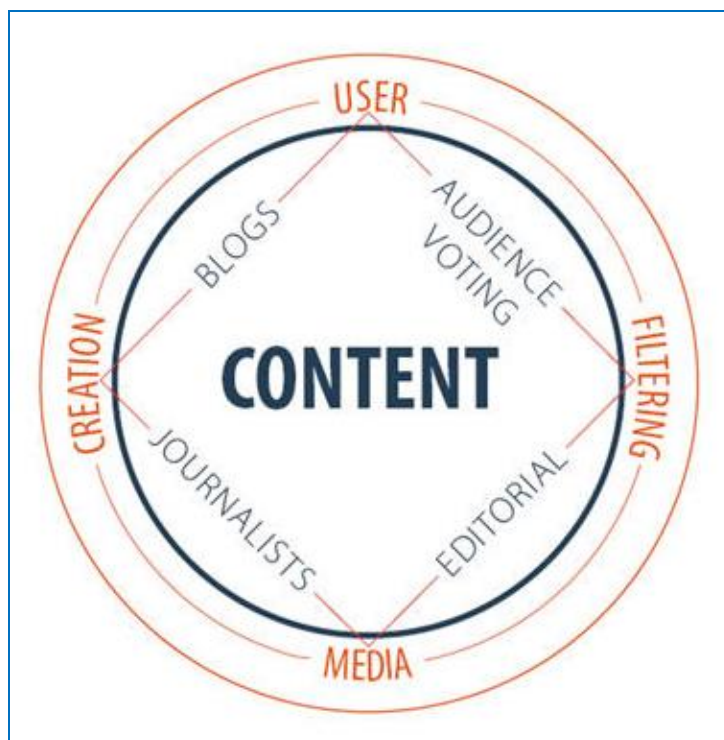 USER
BLOGS
AUDIENCE
VOTING
CREATION
CONTENT
FILTERING
JOURNALISTS
EDITORIAL
MEDIA